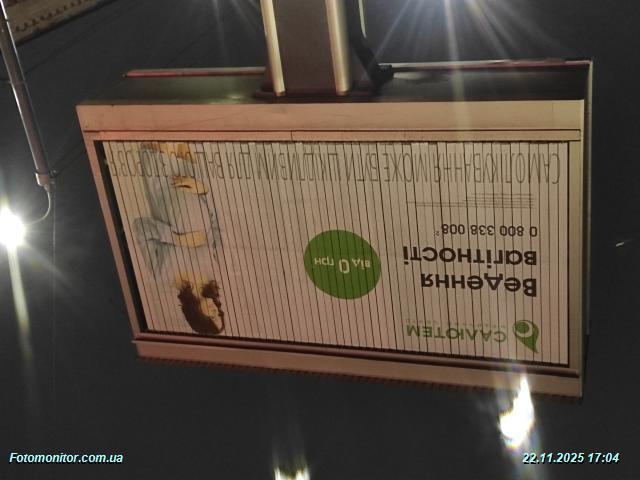 САЛЮТЕМ
Ведення
вагітності
0 800 338 008
від 0 грн
САМОЛІКУВАННЯ МОЖЕ БУТИ ШКІДЛИВИМ ДЛЯ ВАШОГО ЗДОРОВ'Я
Fotomonitor.com.ua
22.11.2025 17:04